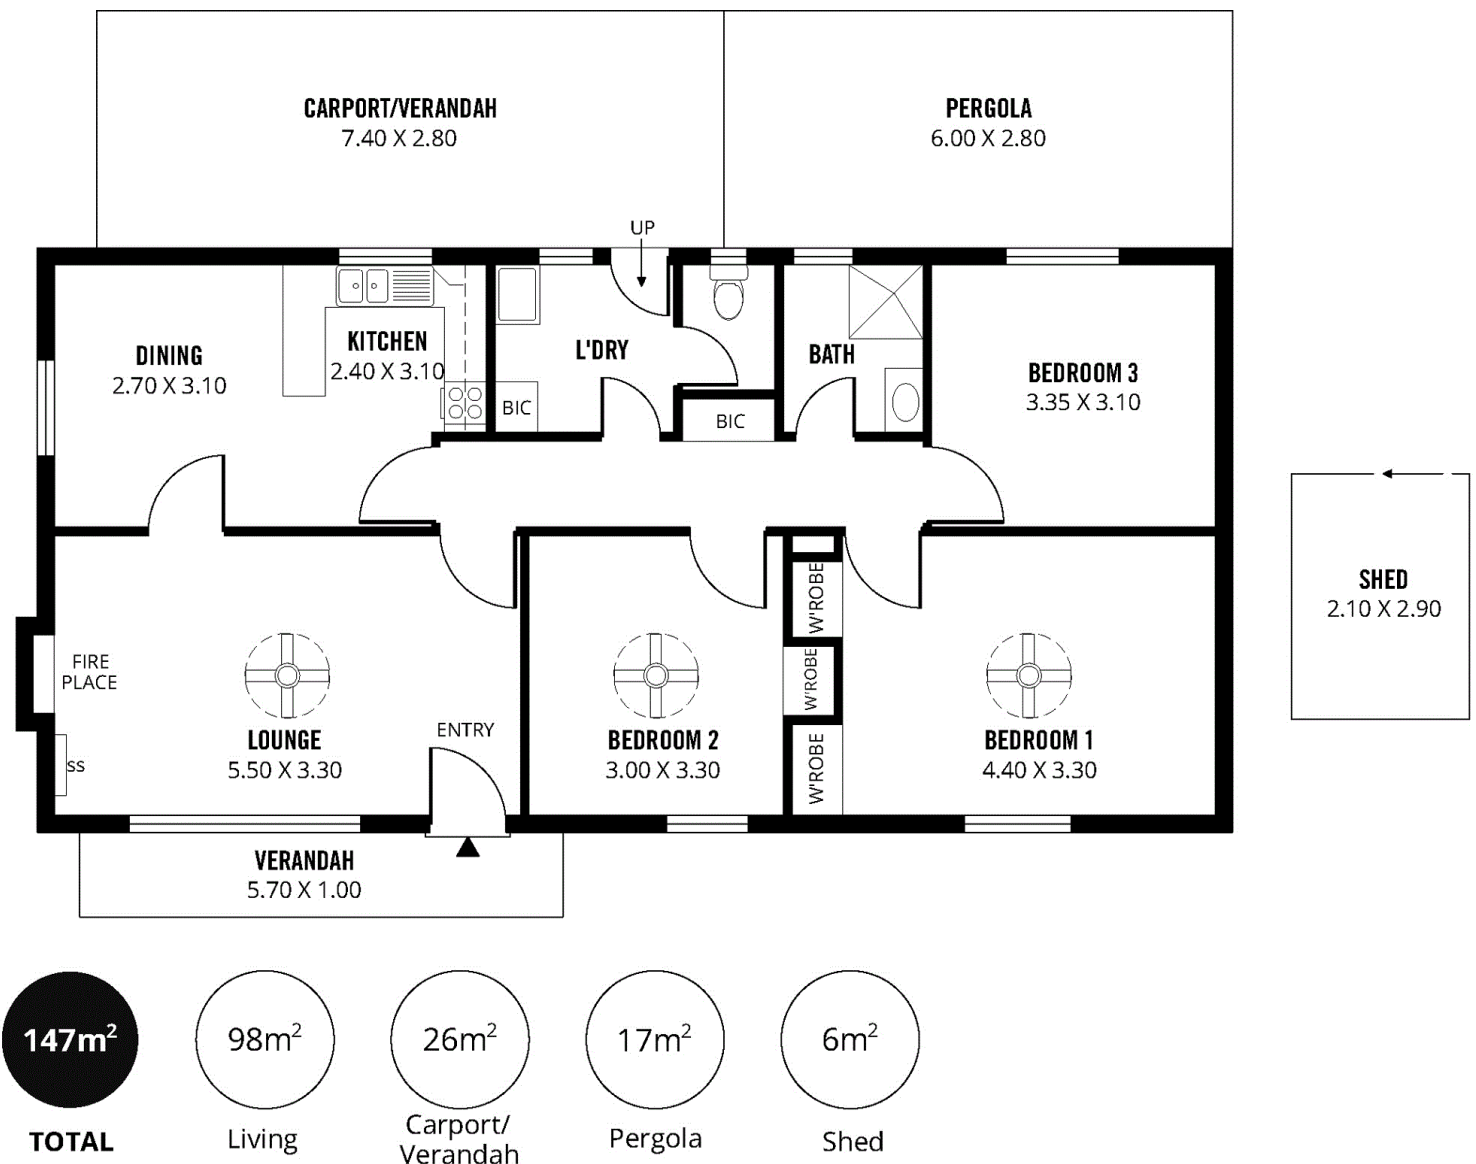 CARPORT/VERANDAH
7.40 X 2.80
PERGOLA
6.00 X 2.80
UP
DINING
2.70 X 3.10
KITCHEN
2.40 X 3.10
L'DRY
BIC
BIC
BATH
BEDROOM 3
3.35 X 3.10
SHED
2.10 X 2.90
FIRE
PLACE
SS
LOUNGE
5.50 X 3.30
ENTRY
BEDROOM 2
3.00 X 3.30
W'ROBE
W'ROBE
W'ROBE
BEDROOM 1
4.40 X 3.30
VERANDAH
5.70 X 1.00
147m²
TOTAL
98m²
Living
26m²
Carport/
Verandah
17m²
Pergola
6m²
Shed